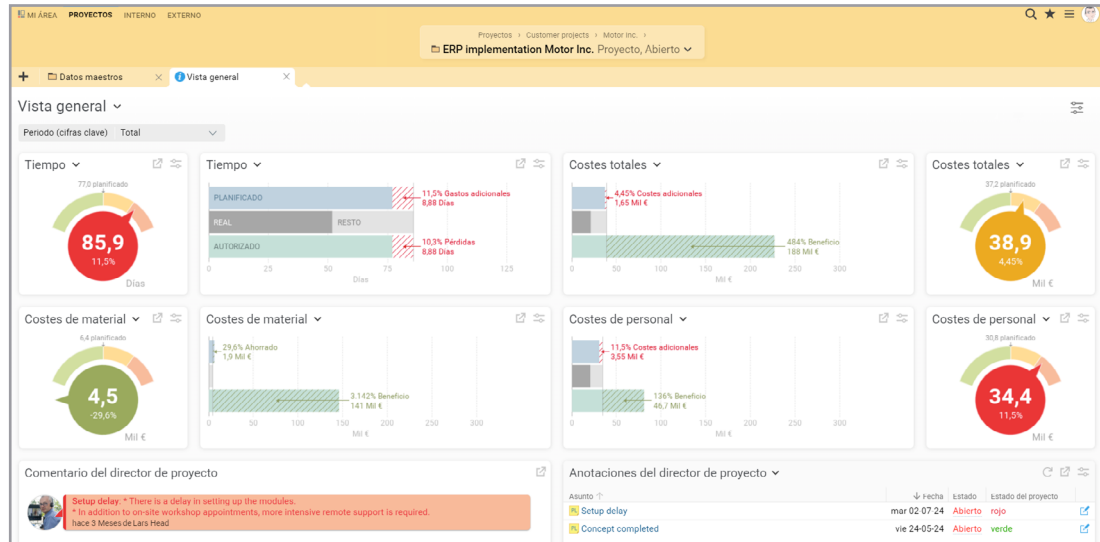 MI ÁREA PROYECTOS INTERNO EXTERNO
Proyectos › Customer projects › Motor Inc. ›
ERP implementation Motor Inc. Proyecto, Abierto
Datos maestros
Vista general
Vista general
Periodo (cifras clave) Total
Tiempo
77,0 planificado
85,9
11,5%
Días
Tiempo
PLANIFICADO
11,5% Gastos adicionales
8,88 Días
REAL RESTO
AUTORIZADO
10,3% Pérdidas
8,88 Días
0 25 50 75 100 125
Días
Costes totales
4,45% Costes adicionales
1,65 Mil €
484% Beneficio
188 Mil €
0 50 100 150 200 250 300
Mil €
Costes totales
37,2 planificado
38,9
4,45%
Mil €
Costes de material
6,4 planificado
4,5
-29,6%
Mil €
Costes de material
29,6% Ahorrado
1,9 Mil €
3.142% Beneficio
141 Mil €
0 50 100 150 200 250 300
Mil €
Costes de personal
11,5% Costes adicionales
3,55 Mil €
136% Beneficio
46,7 Mil €
0 50 100 150 200 250 300
Mil €
Costes de personal
30,8 planificado
34,4
11,5%
Mil €
Comentario del director de proyecto
Setup delay: * There is a delay in setting up the modules.
* In addition to on-site workshop appointments, more intensive remote support is required.
hace 3 Meses de Lars Head
Anotaciones del director de proyecto
Asunto Fecha Estado Estado del proyecto
Setup delay mar 02 07 24 Abierto rojo
Concept completed vie 24-05-24 Abierto verde